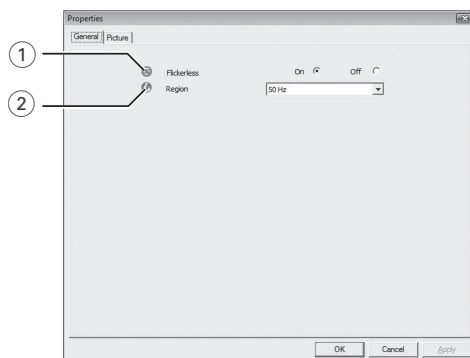 Properties
General Picture
1
Flickerless On Off
2
Region 50 Hz
OK Cancel Apply